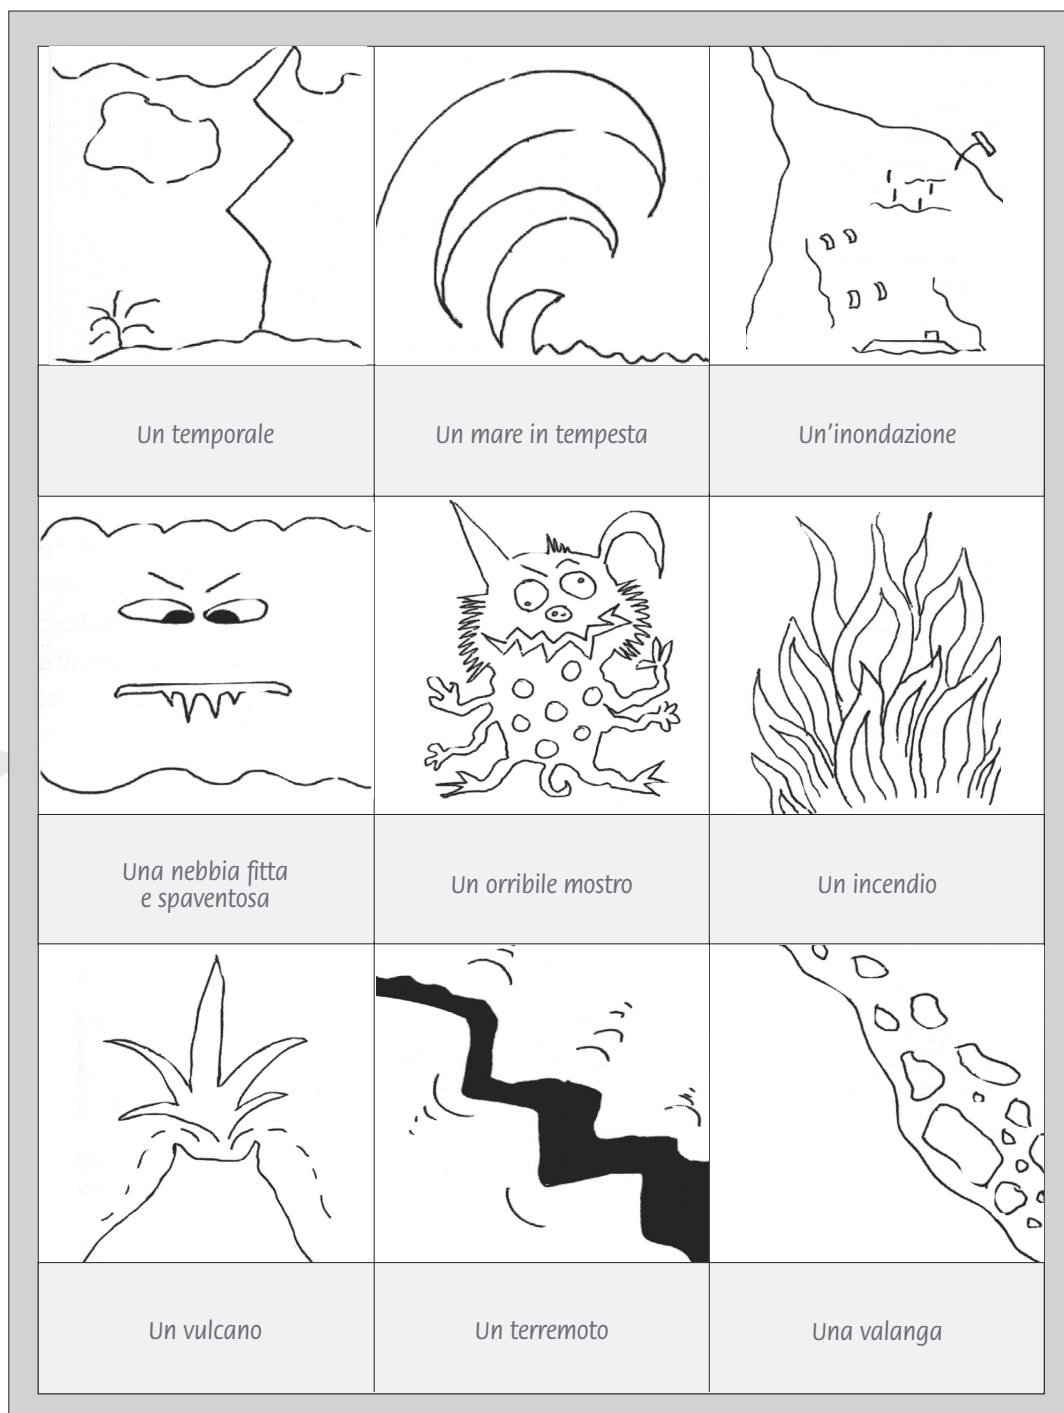 Un temporale
Un mare in tempesta
Un'inondazione
Una nebbia fitta
e spaventosa
Un orribile mostro
Un incendio
Un vulcano
Un terremoto
Una valanga